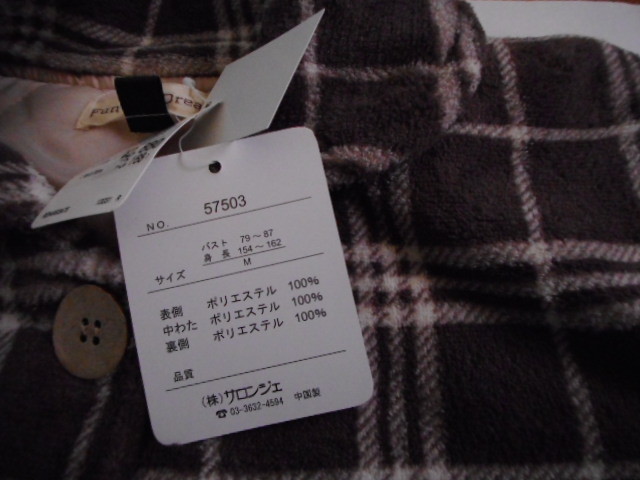 Fun
Drea
NO. 57503
バスト 79～87
身長 154～162
サイズ M
表側 ポリエステル 100%
中わた ポリエステル 100%
裏側 ポリエステル 100%
品質
（株）サロンジェ
☎ 03-3632-4594 中国製